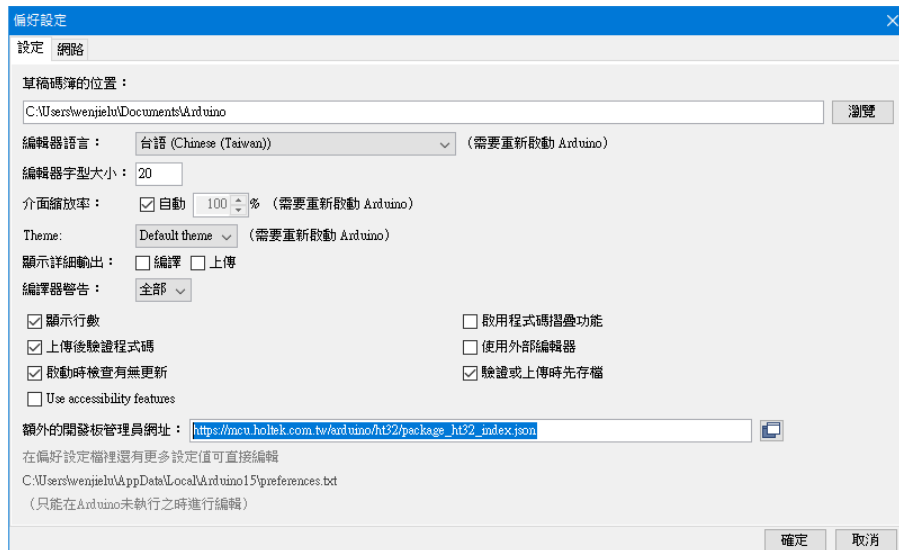 偏好設定
設定 網路
草稿碼簿的位置：
C:\Users\wenjielu\Documents\Arduino 瀏覽
編輯器語言： 台語 (Chinese (Taiwan)) （需要重新啟動 Arduino）
編輯器字型大小： 20
介面縮放率： 自動 100 % （需要重新啟動 Arduino）
Theme: Default theme （需要重新啟動 Arduino）
顯示詳細輸出： 編譯 上傳
編譯器警告： 全部
顯示行數 啟用程式碼摺疊功能
上傳後驗證程式碼 使用外部編輯器
啟動時檢查有無更新 驗證或上傳時先存檔
Use accessibility features
額外的開發板管理員網址： https://mcu.holtek.com.tw/arduino/ht32/package_ht32_index.json
在偏好設定檔裡還有更多設定值可直接編輯
C:\Users\wenjielu\AppData\Local\Arduino15\preferences.txt
（只能在Arduino未執行之時進行編輯）
確定 取消